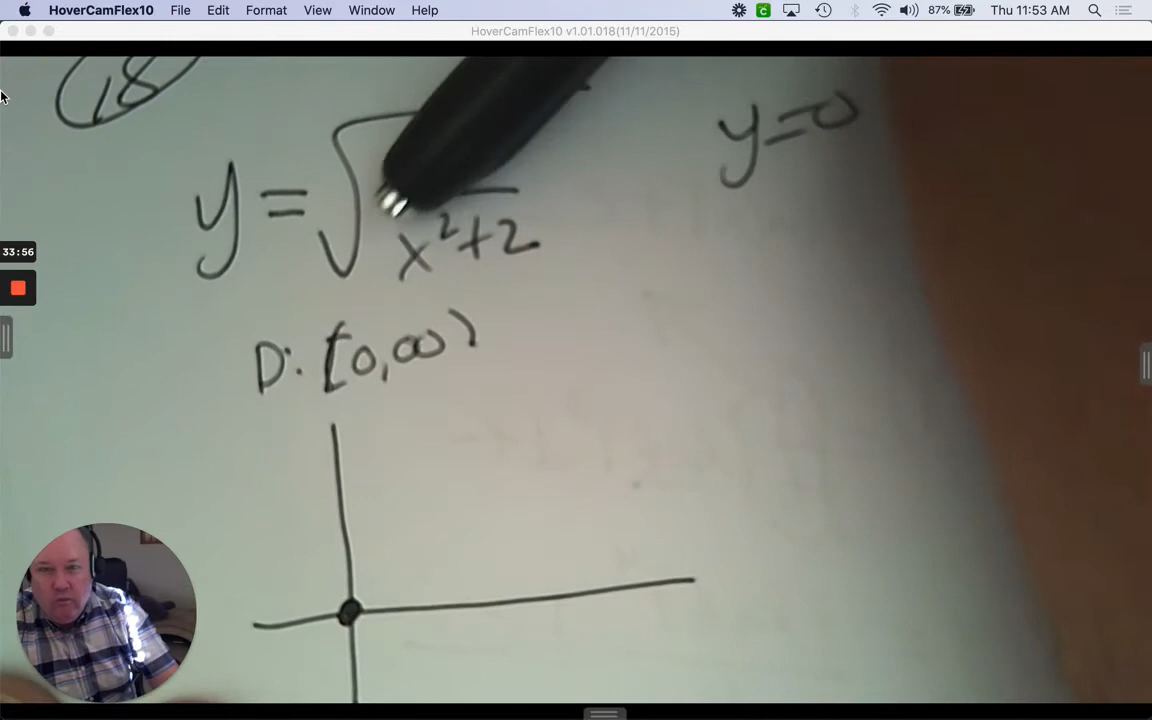 HoverCamFlex10 File Edit Format View Window Help 87% Thu 11:53 AM
HoverCamFlex10 v1.01.018(11/11/2015)
18
y=0
y = √
x²+2
33:56
D: [0,∞)